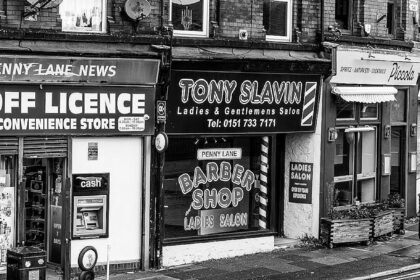 PENNY LANE NEWS
OFF LICENCE
CONVENIENCE STORE
cash
TONY SLAVIN
Ladies & Gentlemens Salon
Tel: 0151 733 7171
PENNY LANE
BARBER
SHOP
LADIES SALON
LADIES
SALON
Piccolo